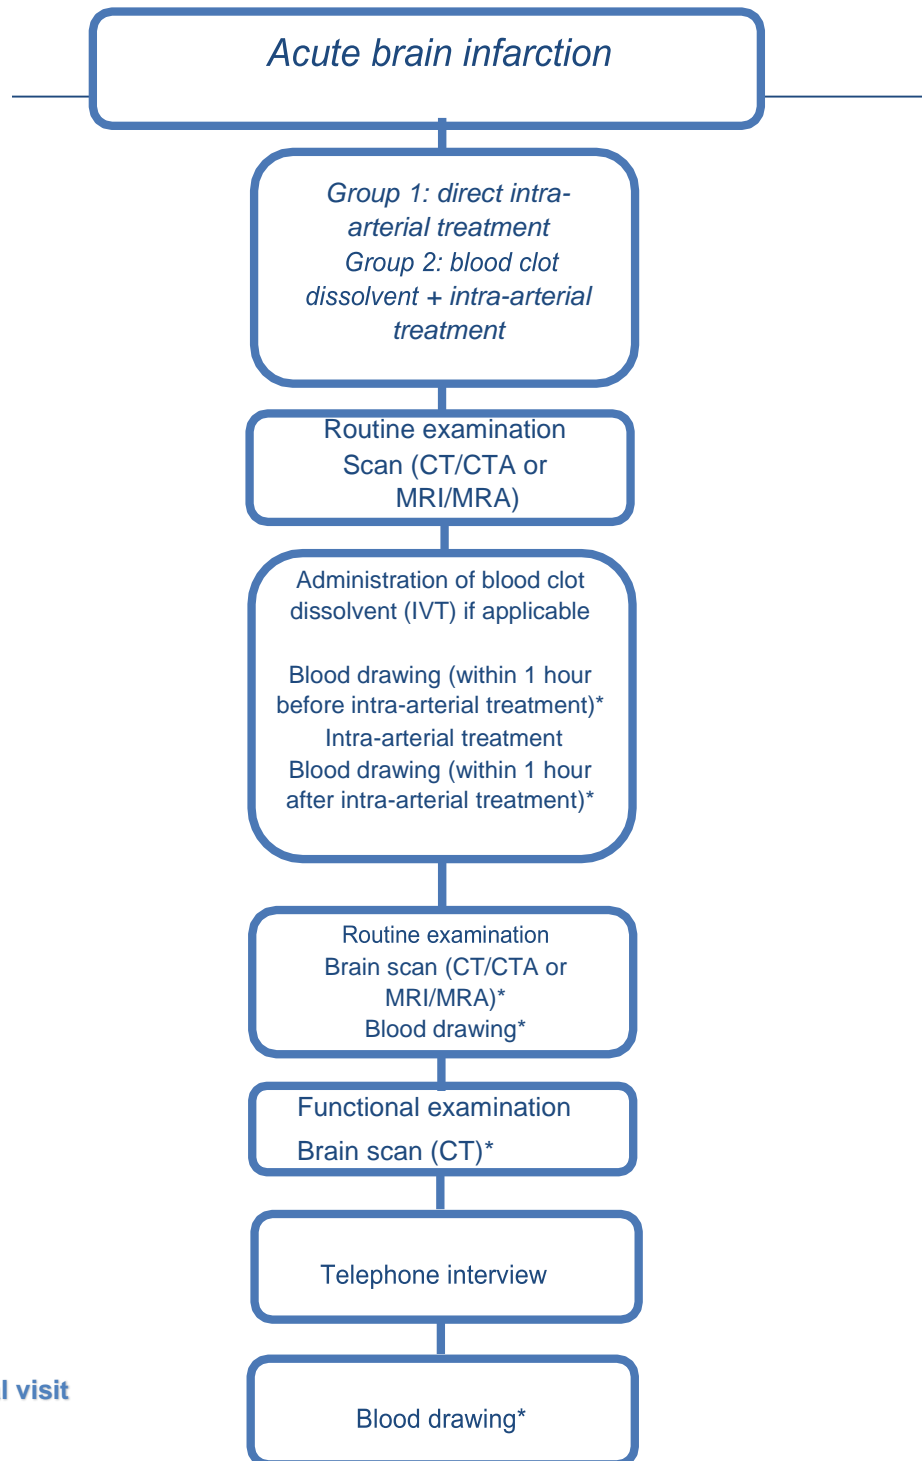 Acute brain infarction
Group 1: direct intra-
arterial treatment
Group 2: blood clot
dissolvent + intra-arterial
treatment
Routine examination
Scan (CT/CTA or
MRI/MRA)
Administration of blood clot
dissolvent (IVT) if applicable
Blood drawing (within 1 hour
before intra-arterial treatment)*
Intra-arterial treatment
Blood drawing (within 1 hour
after intra-arterial treatment)*
Routine examination
Brain scan (CT/CTA or
MRI/MRA)*
Blood drawing*
Functional examination
Brain scan (CT)*
Telephone interview
visit
Blood drawing*